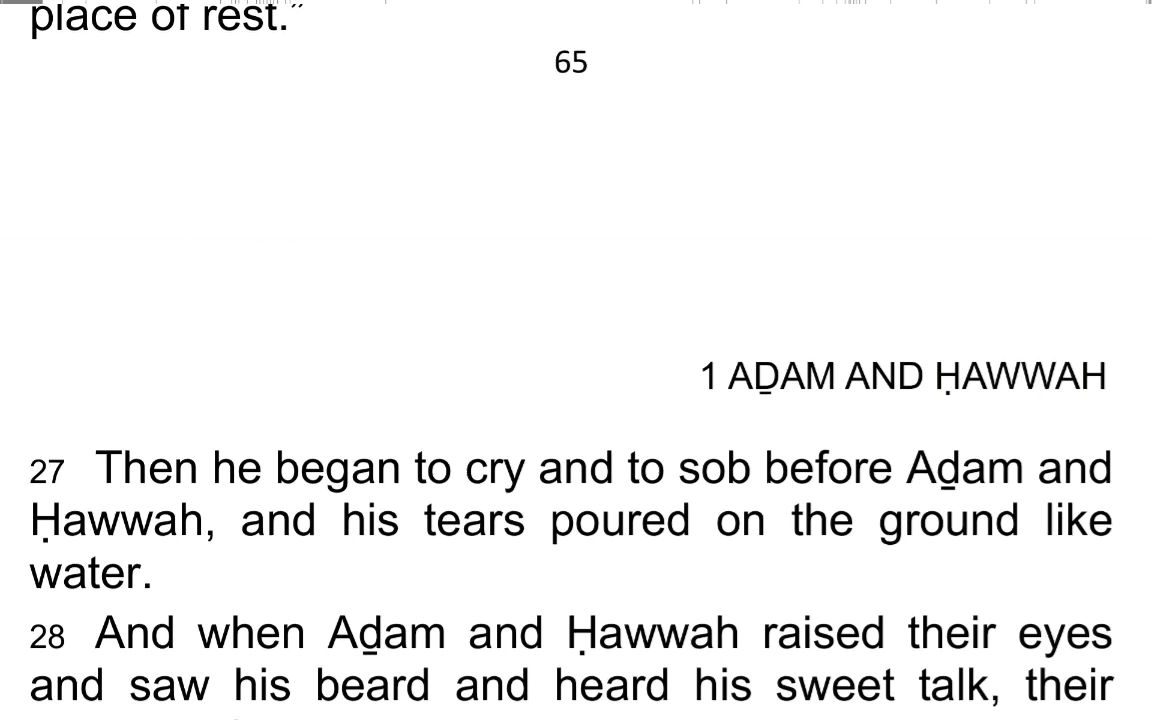 place of rest.”
65
1 AḎAM AND ḤAWWAH
27 Then he began to cry and to sob before Aḏam and
Ḥawwah, and his tears poured on the ground like
water.
28 And when Aḏam and Ḥawwah raised their eyes
and saw his beard and heard his sweet talk, their